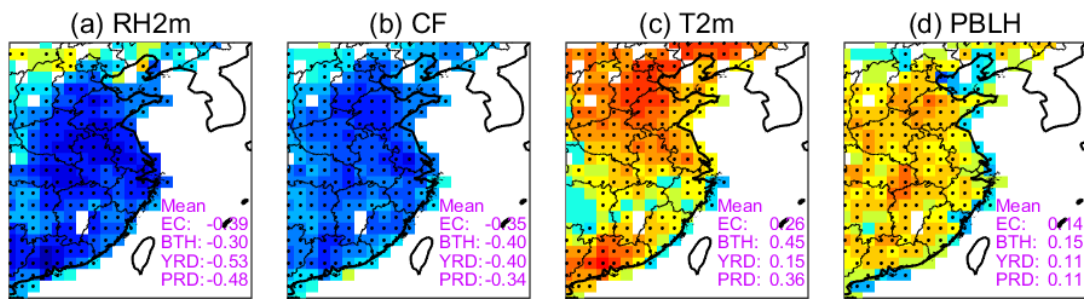 (a) RH2m
(b) CF
(c) T2m
(d) PBLH
Mean
EC: -0.39
BTH: -0.30
YRD: -0.53
PRD: -0.48
Mean
EC: -0.35
BTH: -0.40
YRD: -0.40
PRD: -0.34
Mean
EC: 0.26
BTH: 0.45
YRD: 0.15
PRD: 0.36
Mean
EC: 0.14
BTH: 0.15
YRD: 0.11
PRD: 0.11